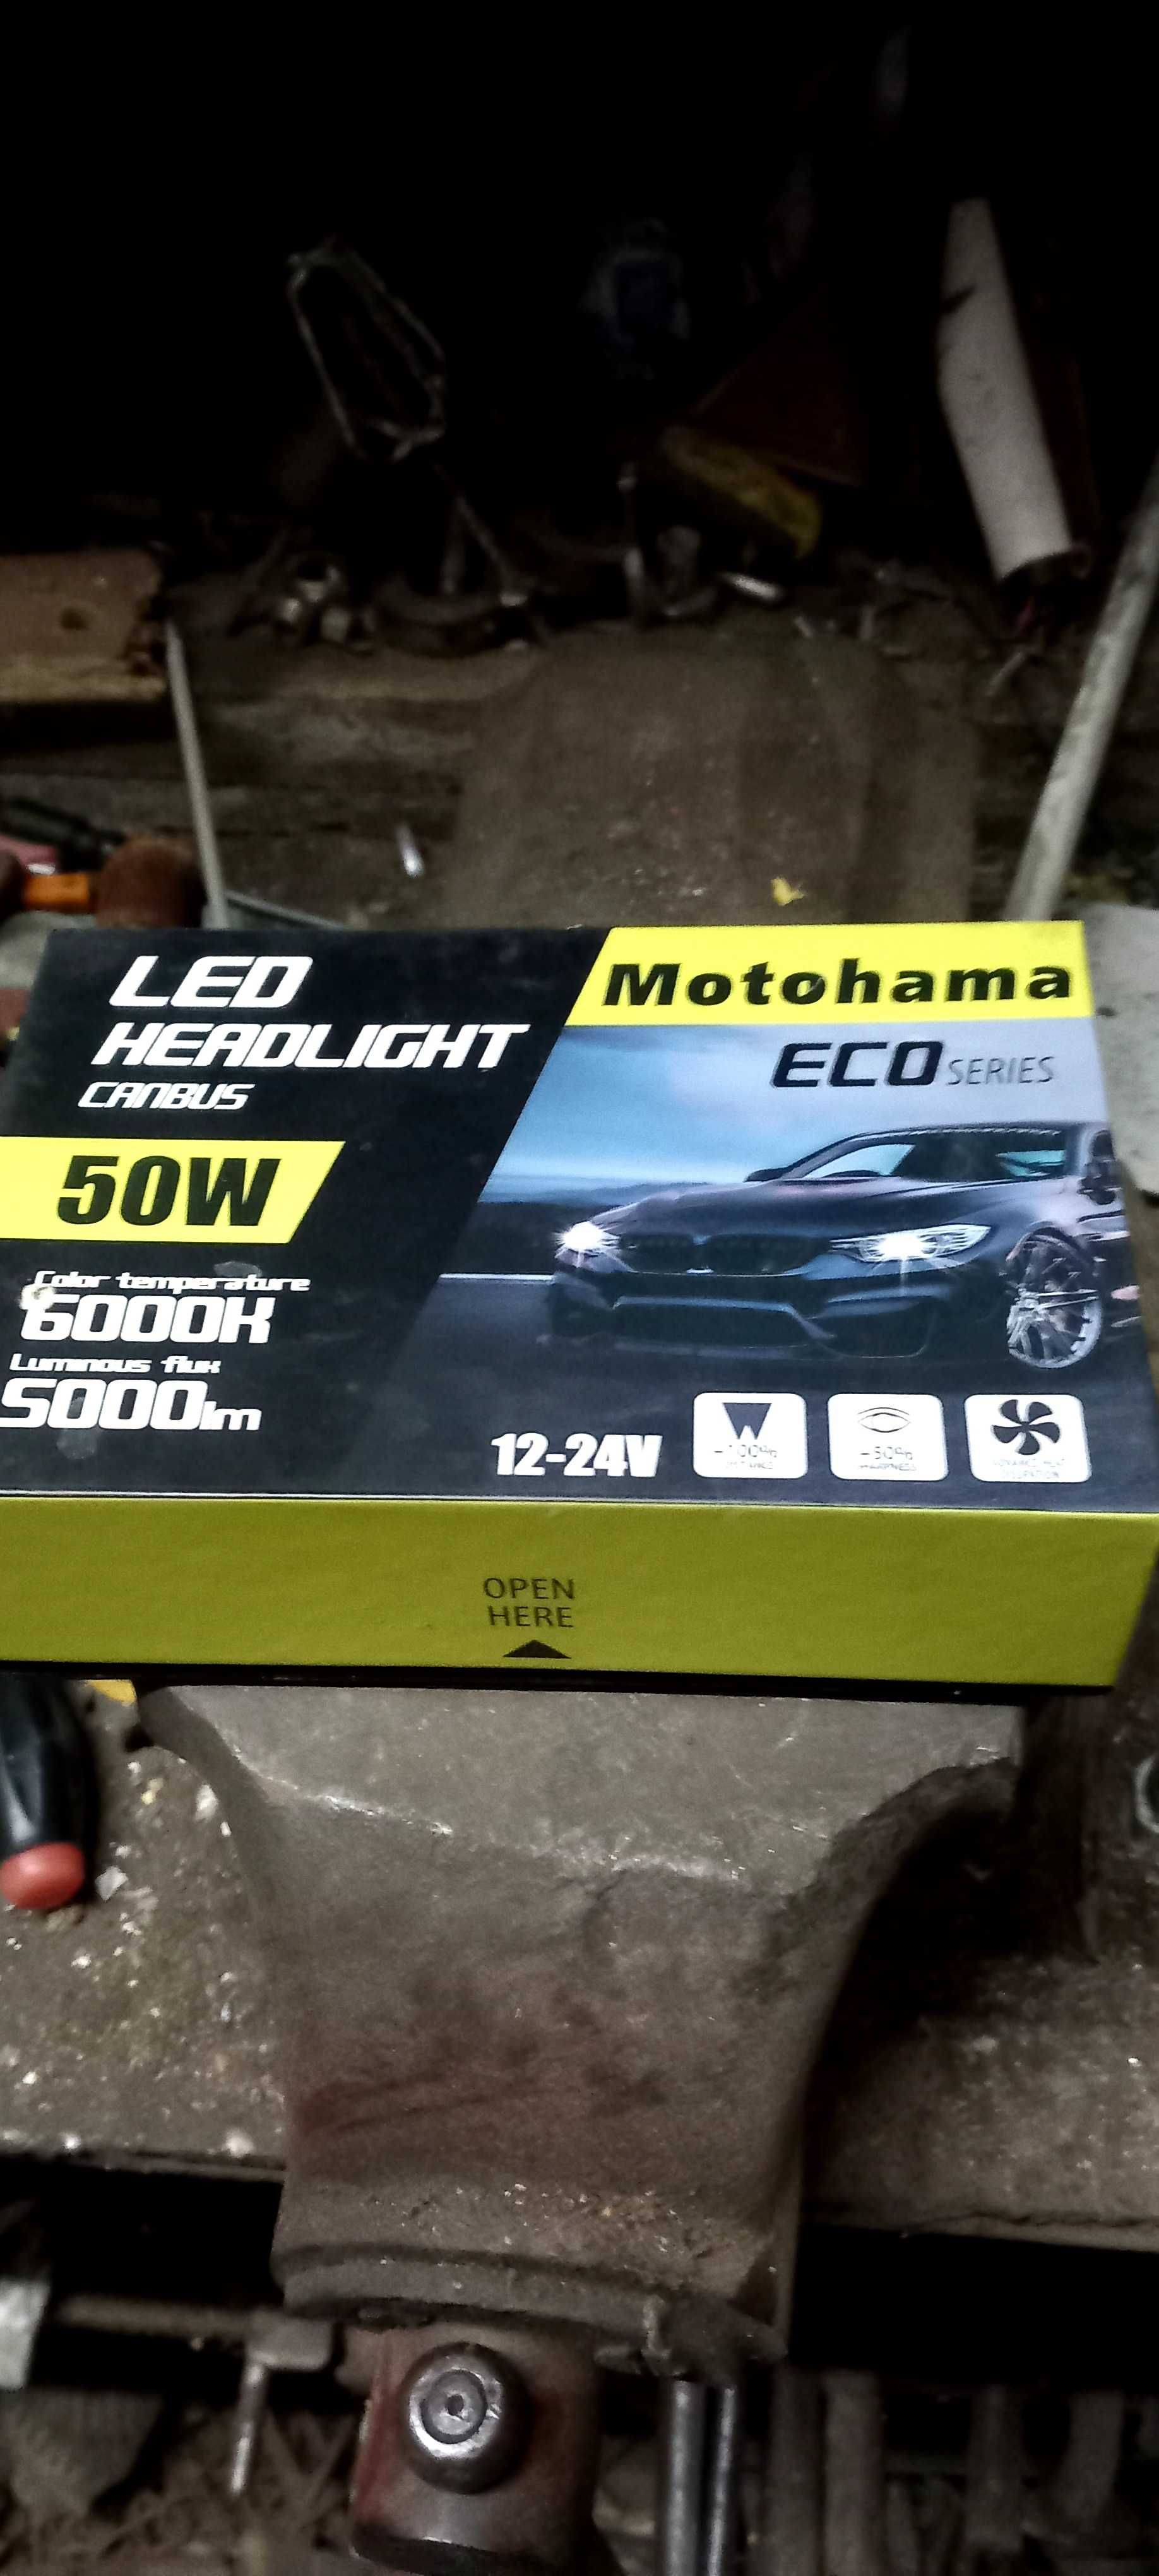 LED
HEADLIGHT
CANBUS
50W
Color temperature
6000K
Luminous flux
5000lm
Motohama
ECO SERIES
12-24V
OPEN
HERE